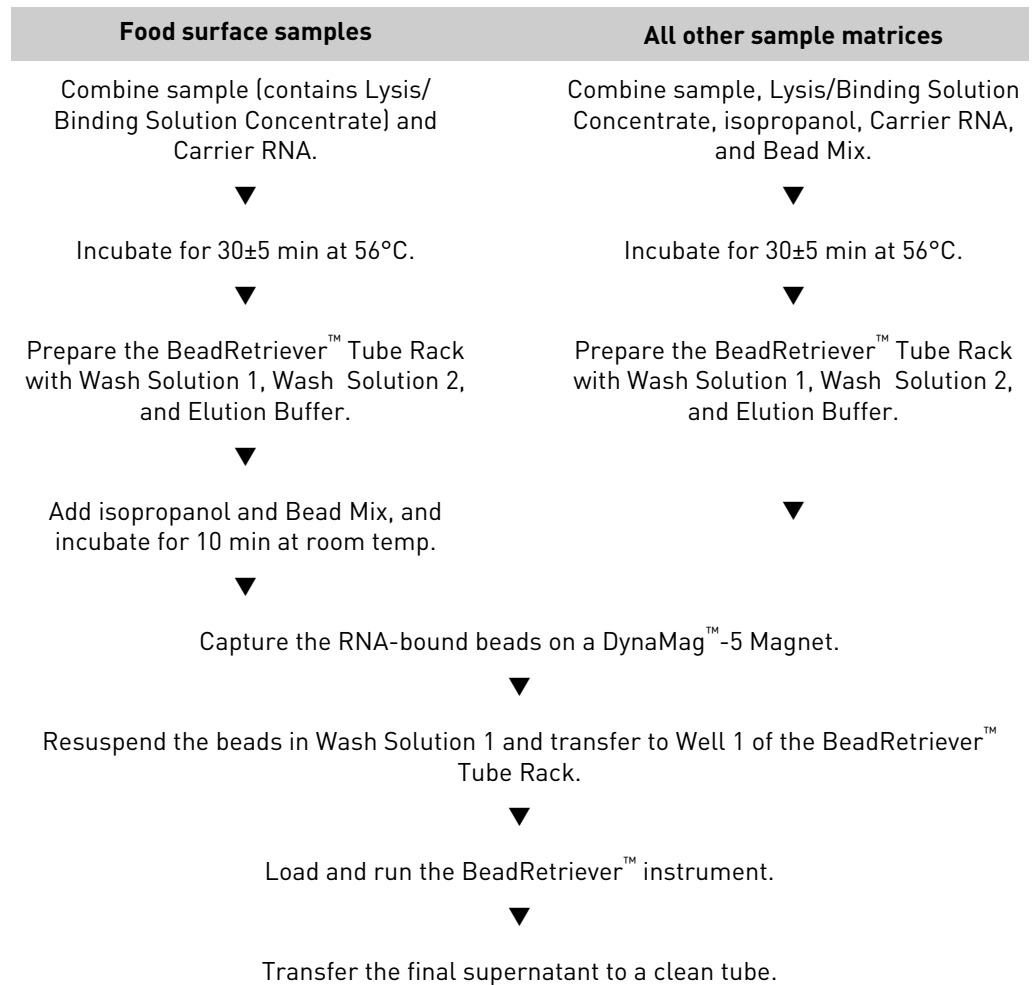 Food surface samples
All other sample matrices
Combine sample (contains Lysis/
Binding Solution Concentrate) and
Carrier RNA.
Combine sample, Lysis/Binding Solution
Concentrate, isopropanol, Carrier RNA,
and Bead Mix.
▼
▼
Incubate for 30±5 min at 56°C.
Incubate for 30±5 min at 56°C.
▼
▼
Prepare the BeadRetriever™ Tube Rack
with Wash Solution 1, Wash Solution 2,
and Elution Buffer.
Prepare the BeadRetriever™ Tube Rack
with Wash Solution 1, Wash Solution 2,
and Elution Buffer.
▼
Add isopropanol and Bead Mix, and
incubate for 10 min at room temp.
▼
▼
Capture the RNA-bound beads on a DynaMag™-5 Magnet.
▼
Resuspend the beads in Wash Solution 1 and transfer to Well 1 of the BeadRetriever™
Tube Rack.
▼
Load and run the BeadRetriever™ instrument.
▼
Transfer the final supernatant to a clean tube.